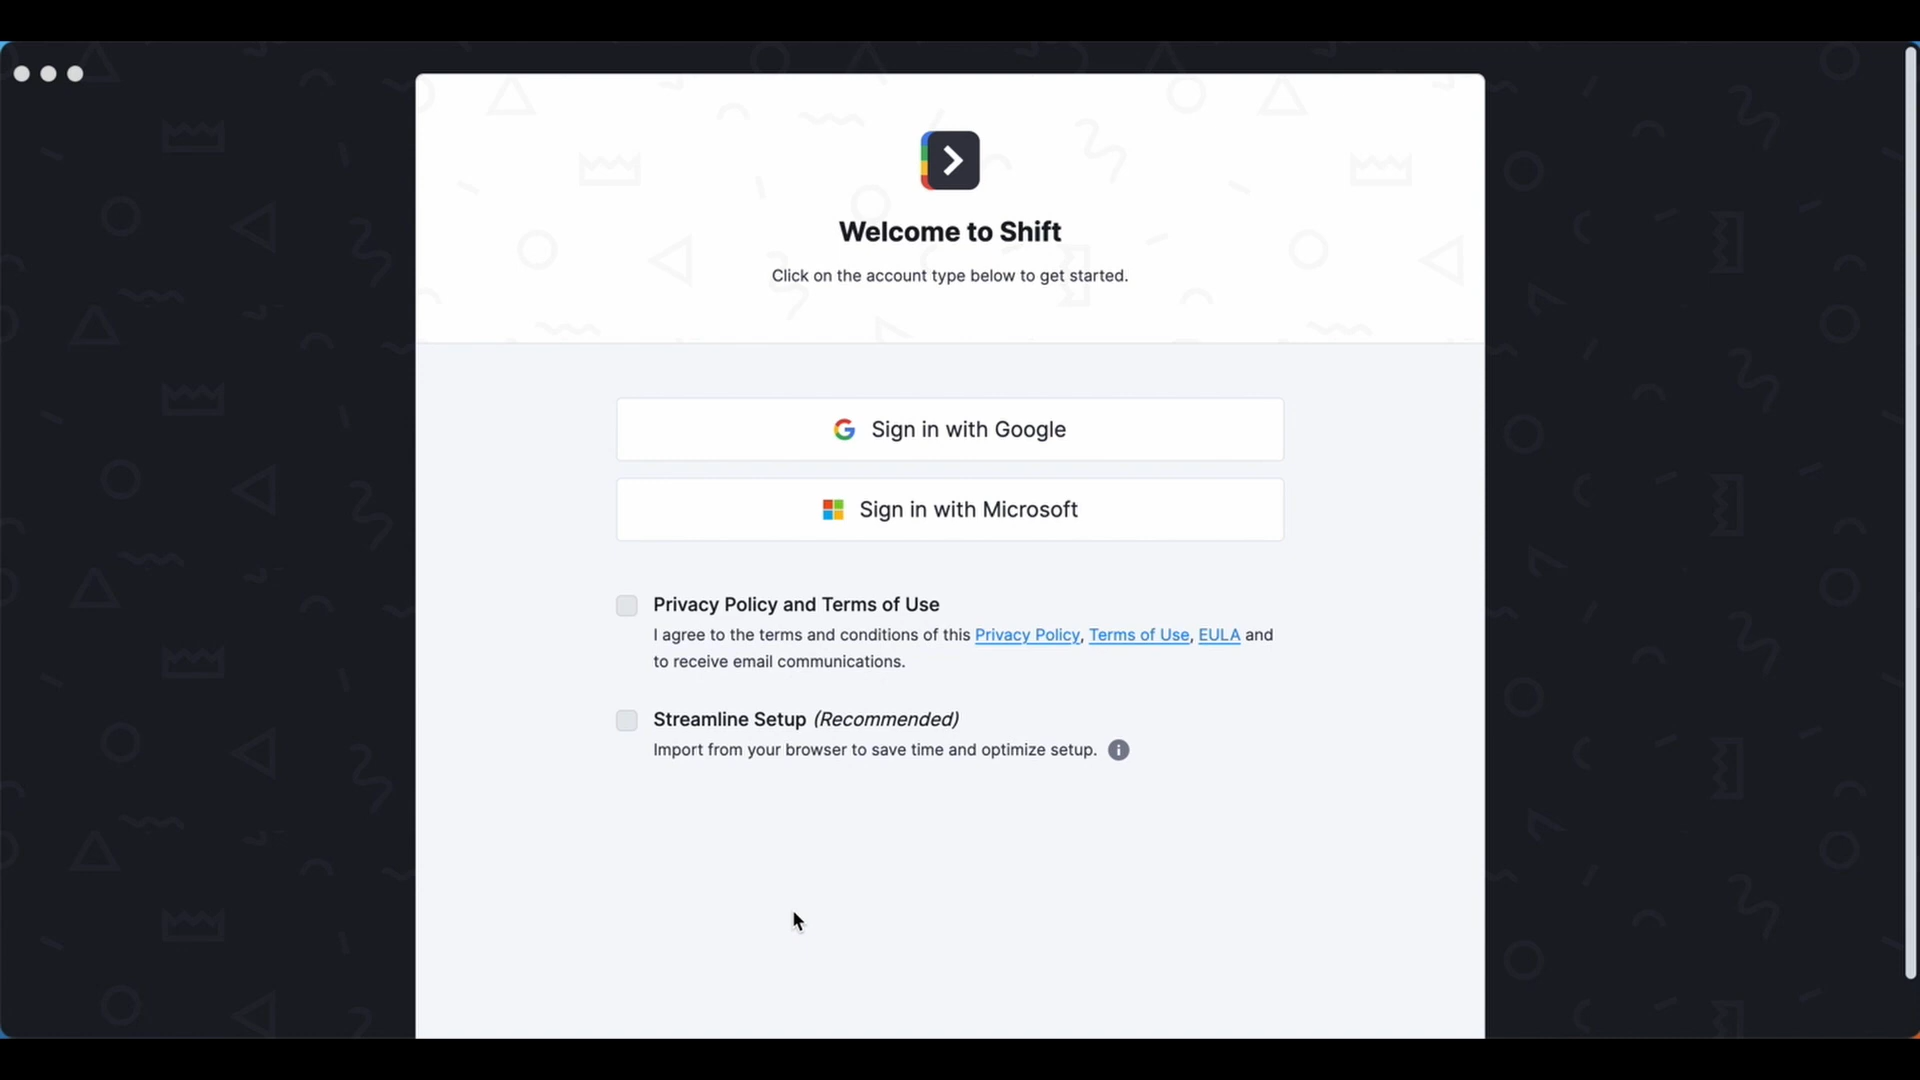 Welcome to Shift
Click on the account type below to get started.
Sign in with Google
Sign in with Microsoft
Privacy Policy and Terms of Use
I agree to the terms and conditions of this Privacy Policy, Terms of Use, EULA and
to receive email communications.
Streamline Setup (Recommended)
Import from your browser to save time and optimize setup.